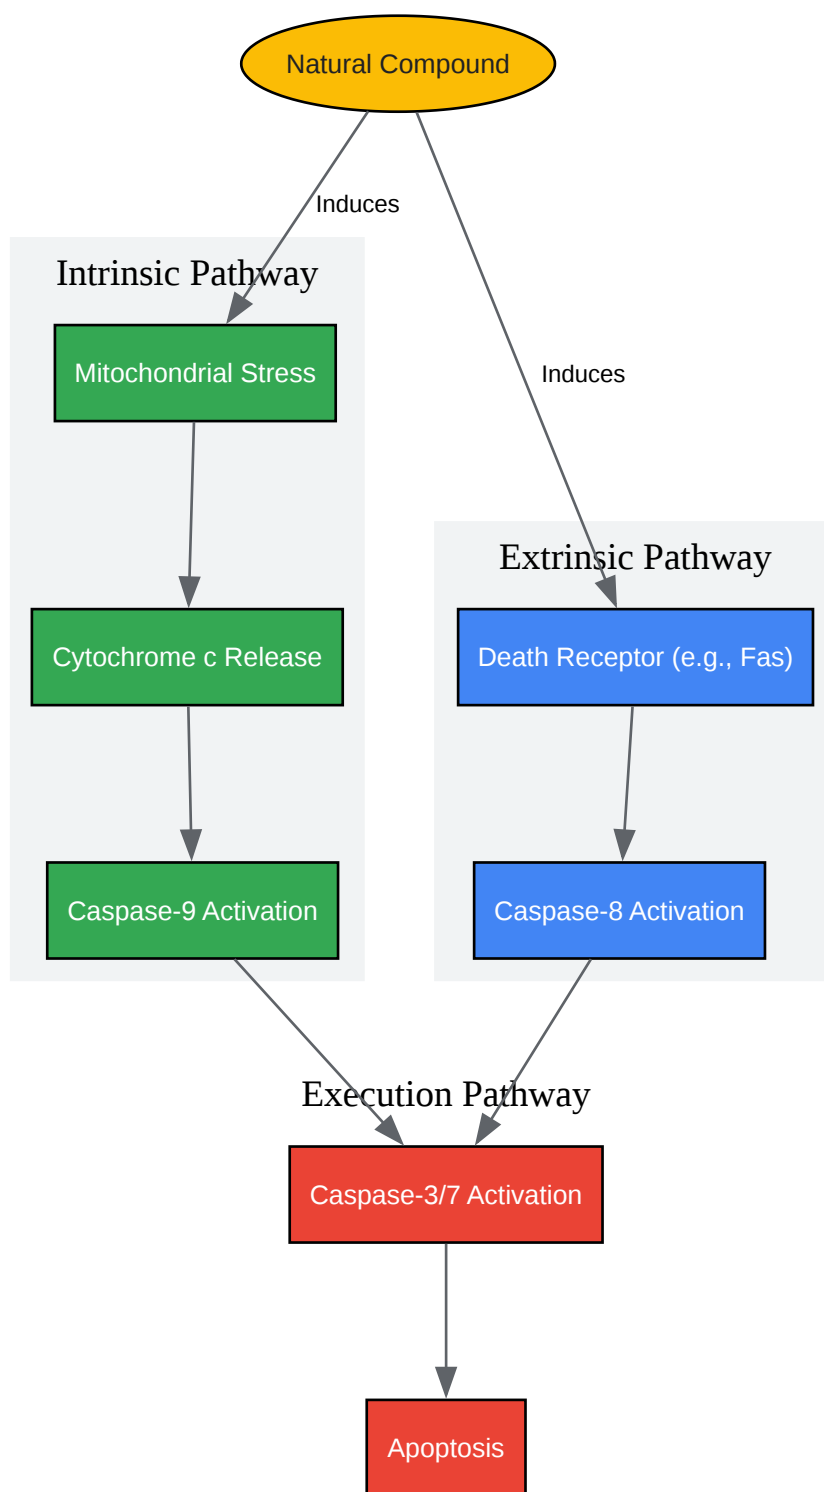 Natural Compound
Induces
Intrinsic Pathway
Mitochondrial Stress
Induces
Extrinsic Pathway
Cytochrome c Release
Death Receptor (e.g., Fas)
Caspase-9 Activation
Caspase-8 Activation
Execution Pathway
Caspase-3/7 Activation
Apoptosis